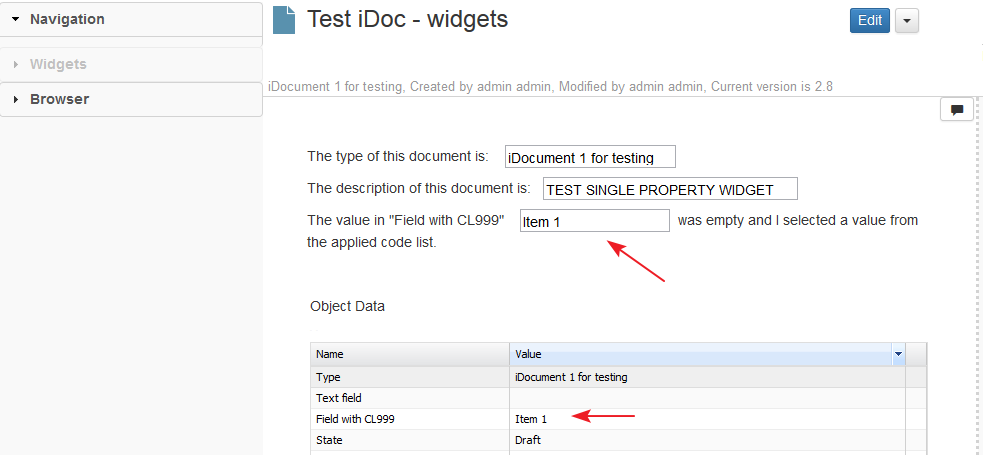 Navigation
Widgets
Browser
Test iDoc - widgets
Edit
iDocument 1 for testing, Created by admin admin, Modified by admin admin, Current version is 2.8
The type of this document is: iDocument 1 for testing
The description of this document is: TEST SINGLE PROPERTY WIDGET
The value in "Field with CL999" Item 1 was empty and I selected a value from
the applied code list.
Object Data
Name Value
Type iDocument 1 for testing
Text field
Field with CL999 Item 1
State Draft